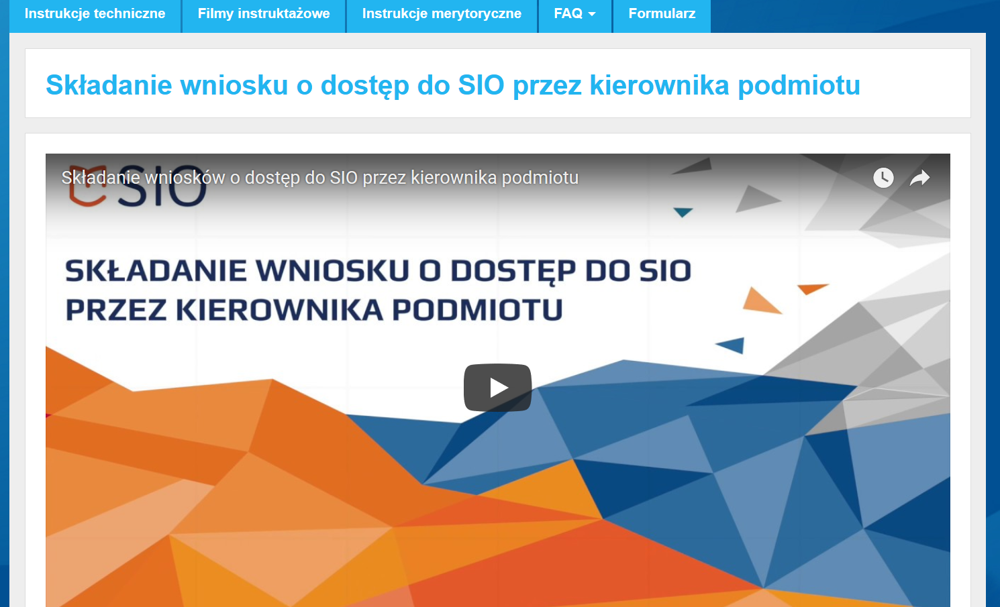 Instrukcje techniczne
Filmy instruktażowe
Instrukcje merytoryczne
FAQ
Formularz
Składanie wniosku o dostęp do SIO przez kierownika podmiotu
Składanie wniosków o dostęp do SIO przez kierownika podmiotu
SIO
SKŁADANIE WNIOSKU O DOSTĘP DO SIO
PRZEZ KIEROWNIKA PODMIOTU